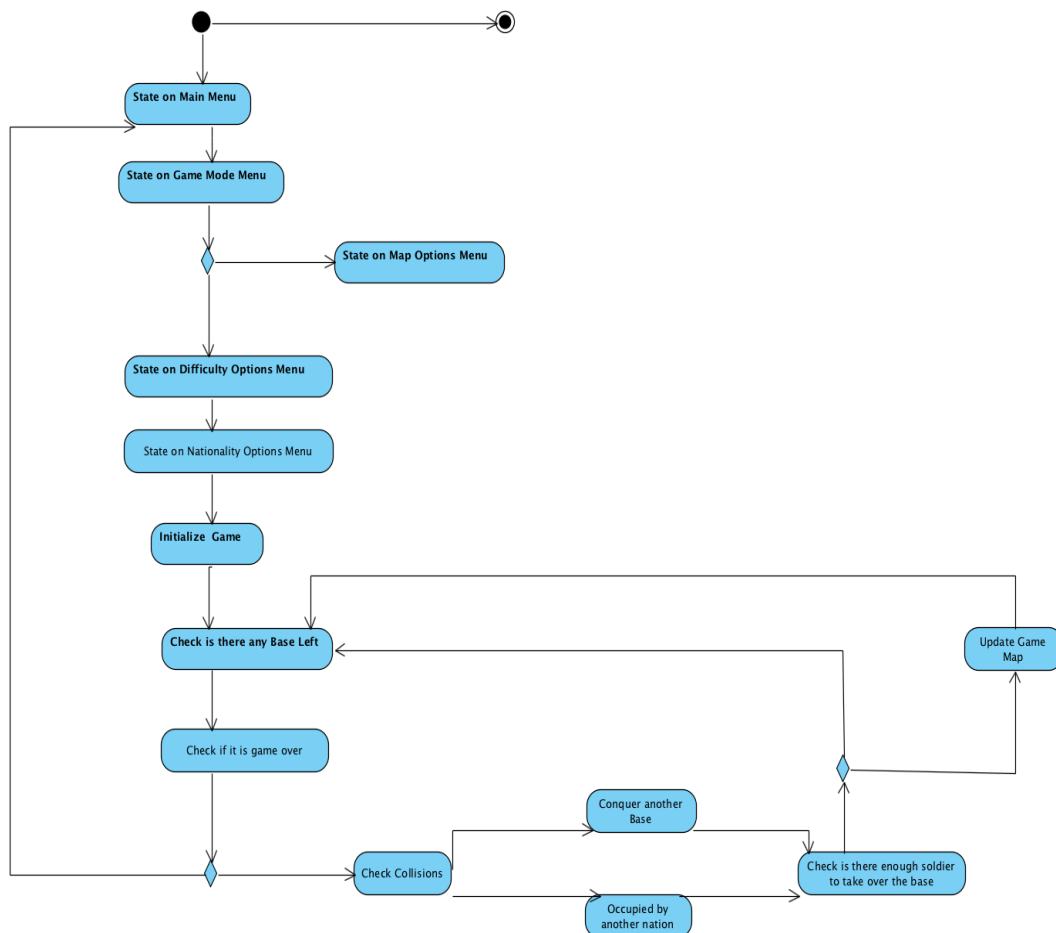 State on Main Menu
State on Game Mode Menu
State on Map Options Menu
State on Difficulty Options Menu
State on Nationality Options Menu
Initialize  Game
Check is there any Base Left
Update Game
Map
Check if it is game over
Conquer another
Base
Check Collisions
Check is there enough soldier
to take over the base
Occupied by
another nation